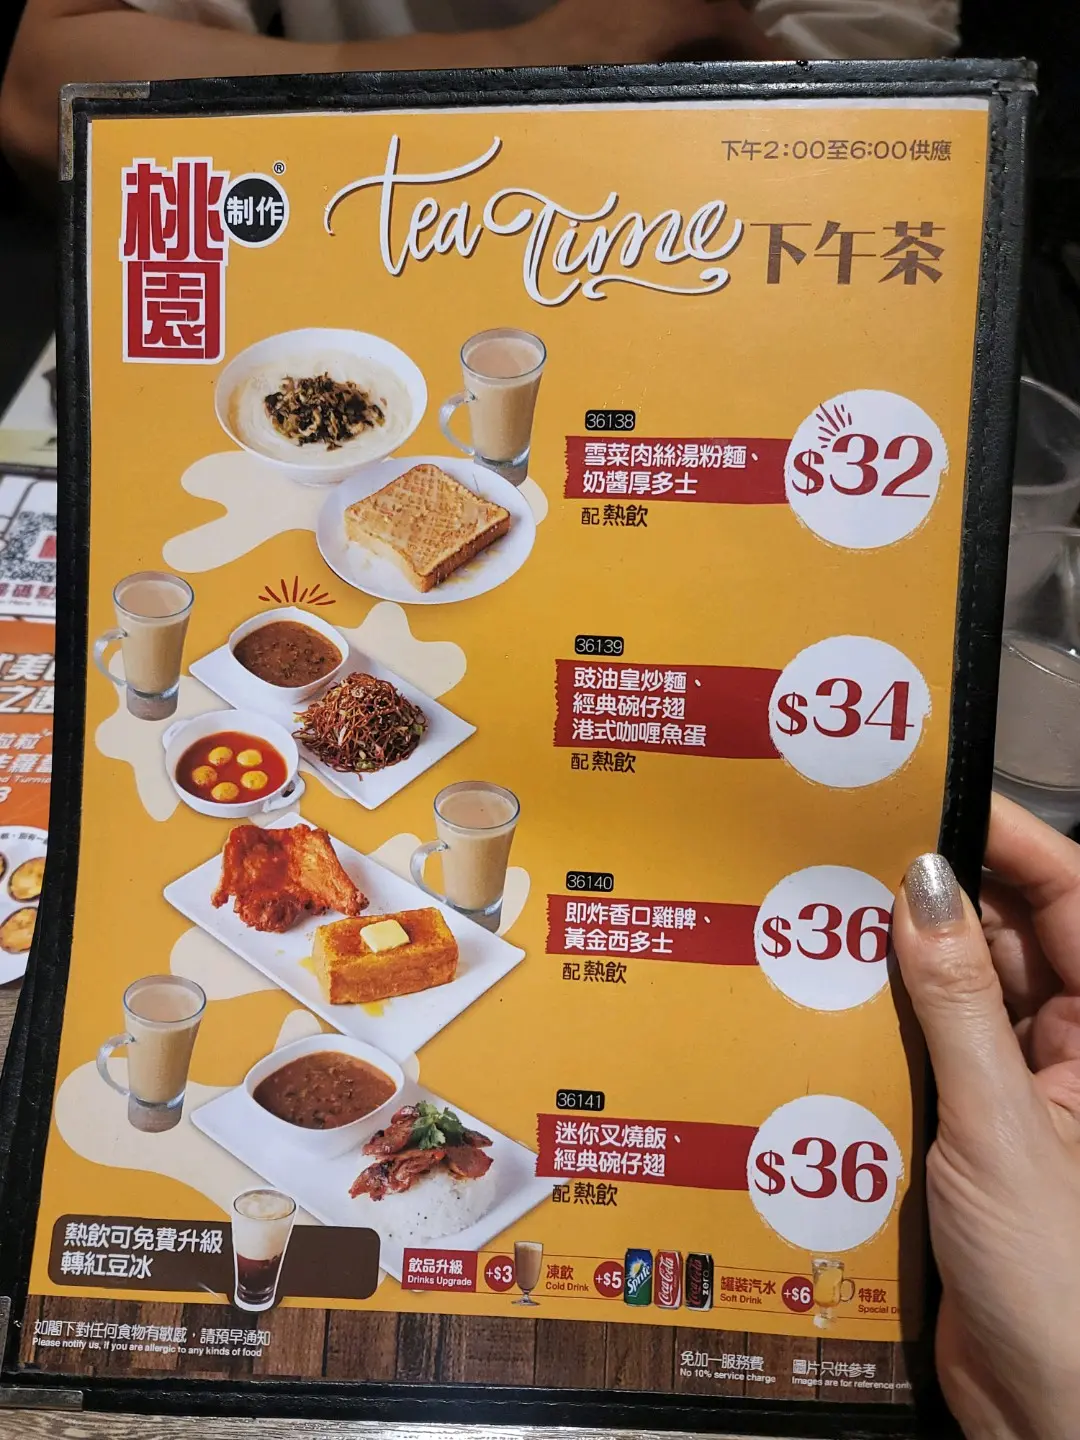 下午2:00至6:00供應
桃園
制作
®
tea Time
下午茶
36138
雪菜肉絲湯粉麵、
奶醬厚多士
配熱飲
$32
36139
豉油皇炒麵、
經典碗仔翅
港式咖喱魚蛋
配熱飲
$34
36140
即炸香口雞髀、
黃金西多士
配熱飲
$36
36141
迷你叉燒飯、
經典碗仔翅
配熱飲
$36
熱飲可免費升級
轉紅豆冰
飲品升級
Drinks Upgrade
+$3
凍飲
Cold Drink
+$5
Sprite
Coca-Cola
zero
罐裝汽水
Soft Drink
+$6
特飲
Special
如閣下對任何食物有敏感，請預早通知
Please notify us, if you are allergic to any kinds of food
免加一服務費
No 10% service charge
圖片只供參考
Images are for reference only